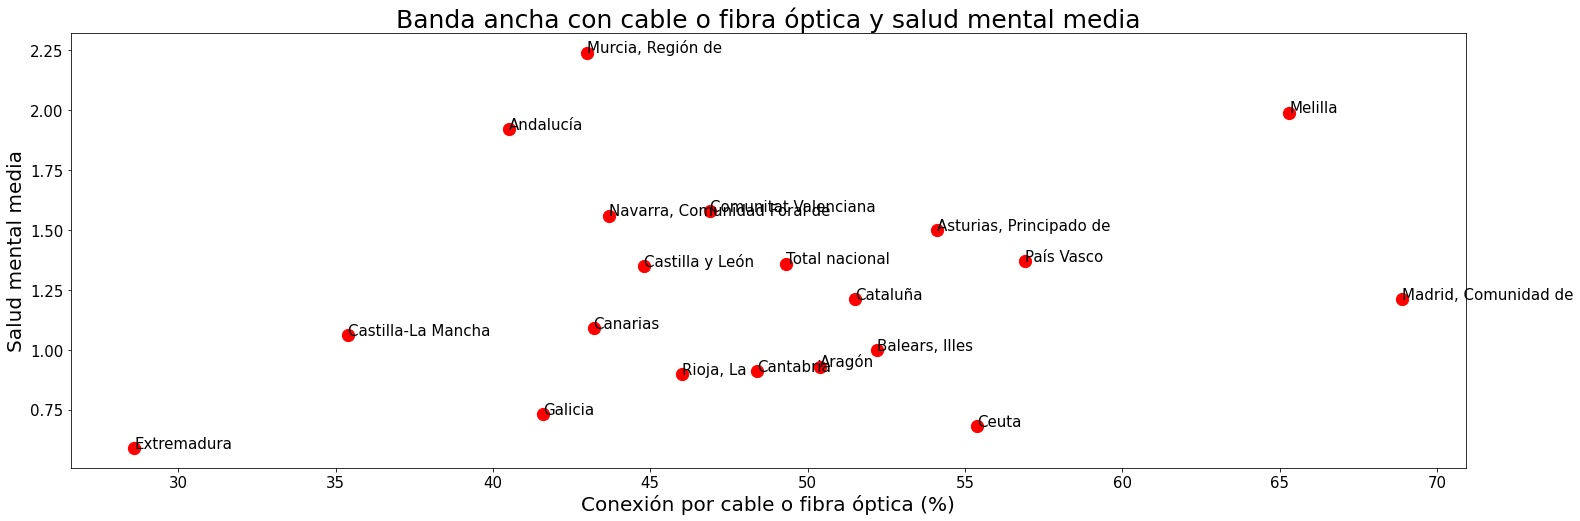 Banda ancha con cable o fibra óptica y salud mental media
2.25
2.00
1.75
1.50
1.25
1.00
0.75
Salud mental media
Murcia, Región de
Melilla
Andalucía
Comunitat Valenciana
Navarra, Comunidad Foral de
Asturias, Principado de
País Vasco
Total nacional
Castilla y León
Cataluña
Madrid, Comunidad de
Canarias
Castilla-La Mancha
Balears, Illes
Aragón
Cantabria
Rioja, La
Galicia
Ceuta
Extremadura
30 35 40 45 50 55 60 65 70
Conexión por cable o fibra óptica (%)